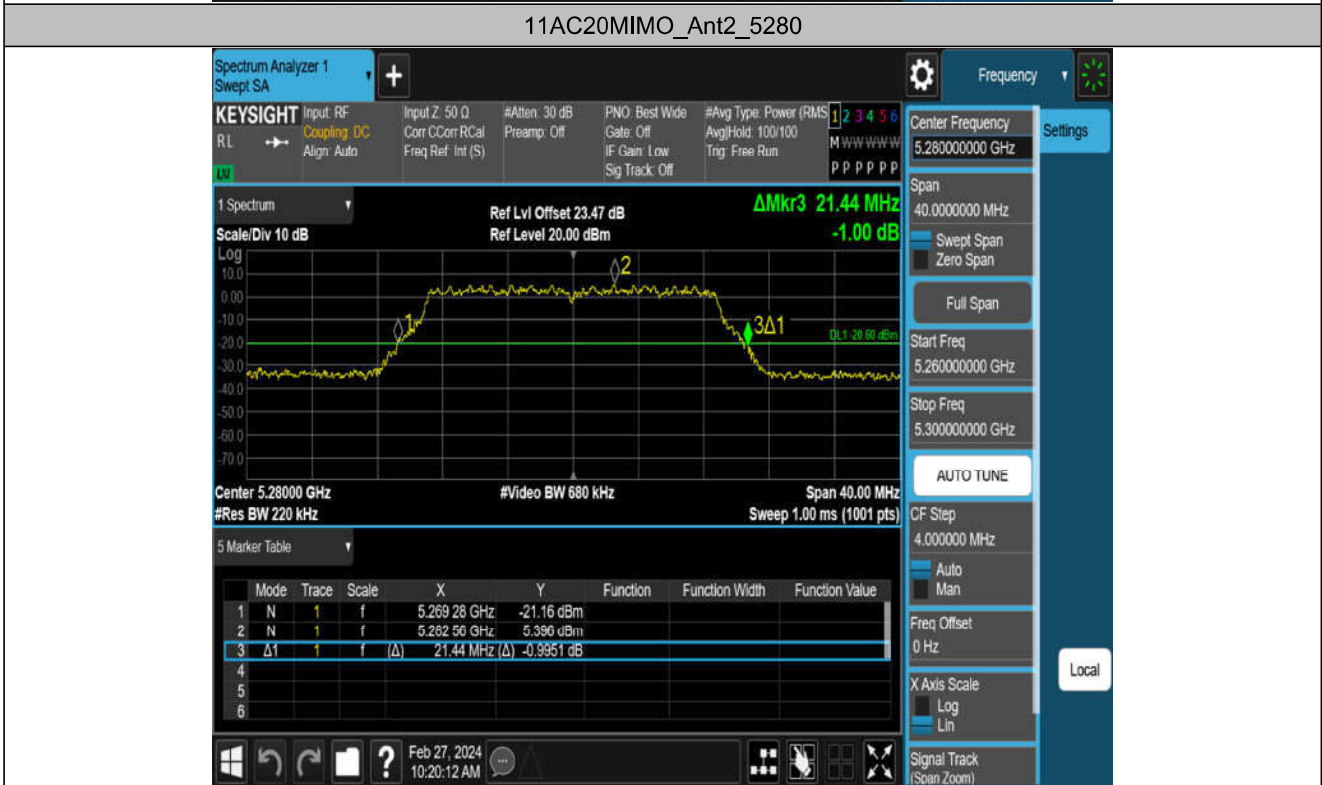 11AC20MIMO_Ant2_5280
Spectrum Analyzer 1
Swept SA
+
Frequency
KEYSIGHT
RL
LXI
Input: RF
Coupling: DC
Align: Auto
Input Z: 50 Ω
Corr CCorr RCal
Freq Ref: Int (S)
#Atten: 30 dB
Preamp: Off
PNO: Best Wide
Gate: Off
IF Gain: Low
Sig Track: Off
#Avg Type: Power (RMS
Avg|Hold: 100/100
Trig: Free Run
1 2 3 4 5 6
M W W W W W
P P P P P P
1 Spectrum
Scale/Div 10 dB
Ref Lvl Offset 23.47 dB
Ref Level 20.00 dBm
ΔMkr3 21.44 MHz
-1.00 dB
Log
10.0
0.00
-10.0
-20.0
-30.0
-40.0
-50.0
-60.0
-70.0
1
2
3Δ1
DL1 -20.60 dBm
Center 5.28000 GHz
#Res BW 220 kHz
#Video BW 680 kHz
Span 40.00 MHz
Sweep 1.00 ms (1001 pts)
5 Marker Table
Mode Trace Scale X Y Function Function Width Function Value
1 N 1 f 5.269 28 GHz -21.16 dBm
2 N 1 f 5.282 56 GHz 5.396 dBm
3 Δ1 1 f (Δ) 21.44 MHz (Δ) -0.9951 dB
4
5
6
Feb 27, 2024
10:20:12 AM
?
Center Frequency
5.280000000 GHz
Settings
Span
40.0000000 MHz
Swept Span
Zero Span
Full Span
Start Freq
5.260000000 GHz
Stop Freq
5.300000000 GHz
AUTO TUNE
CF Step
4.000000 MHz
Auto
Man
Freq Offset
0 Hz
Local
X Axis Scale
Log
Lin
Signal Track
(Span Zoom)